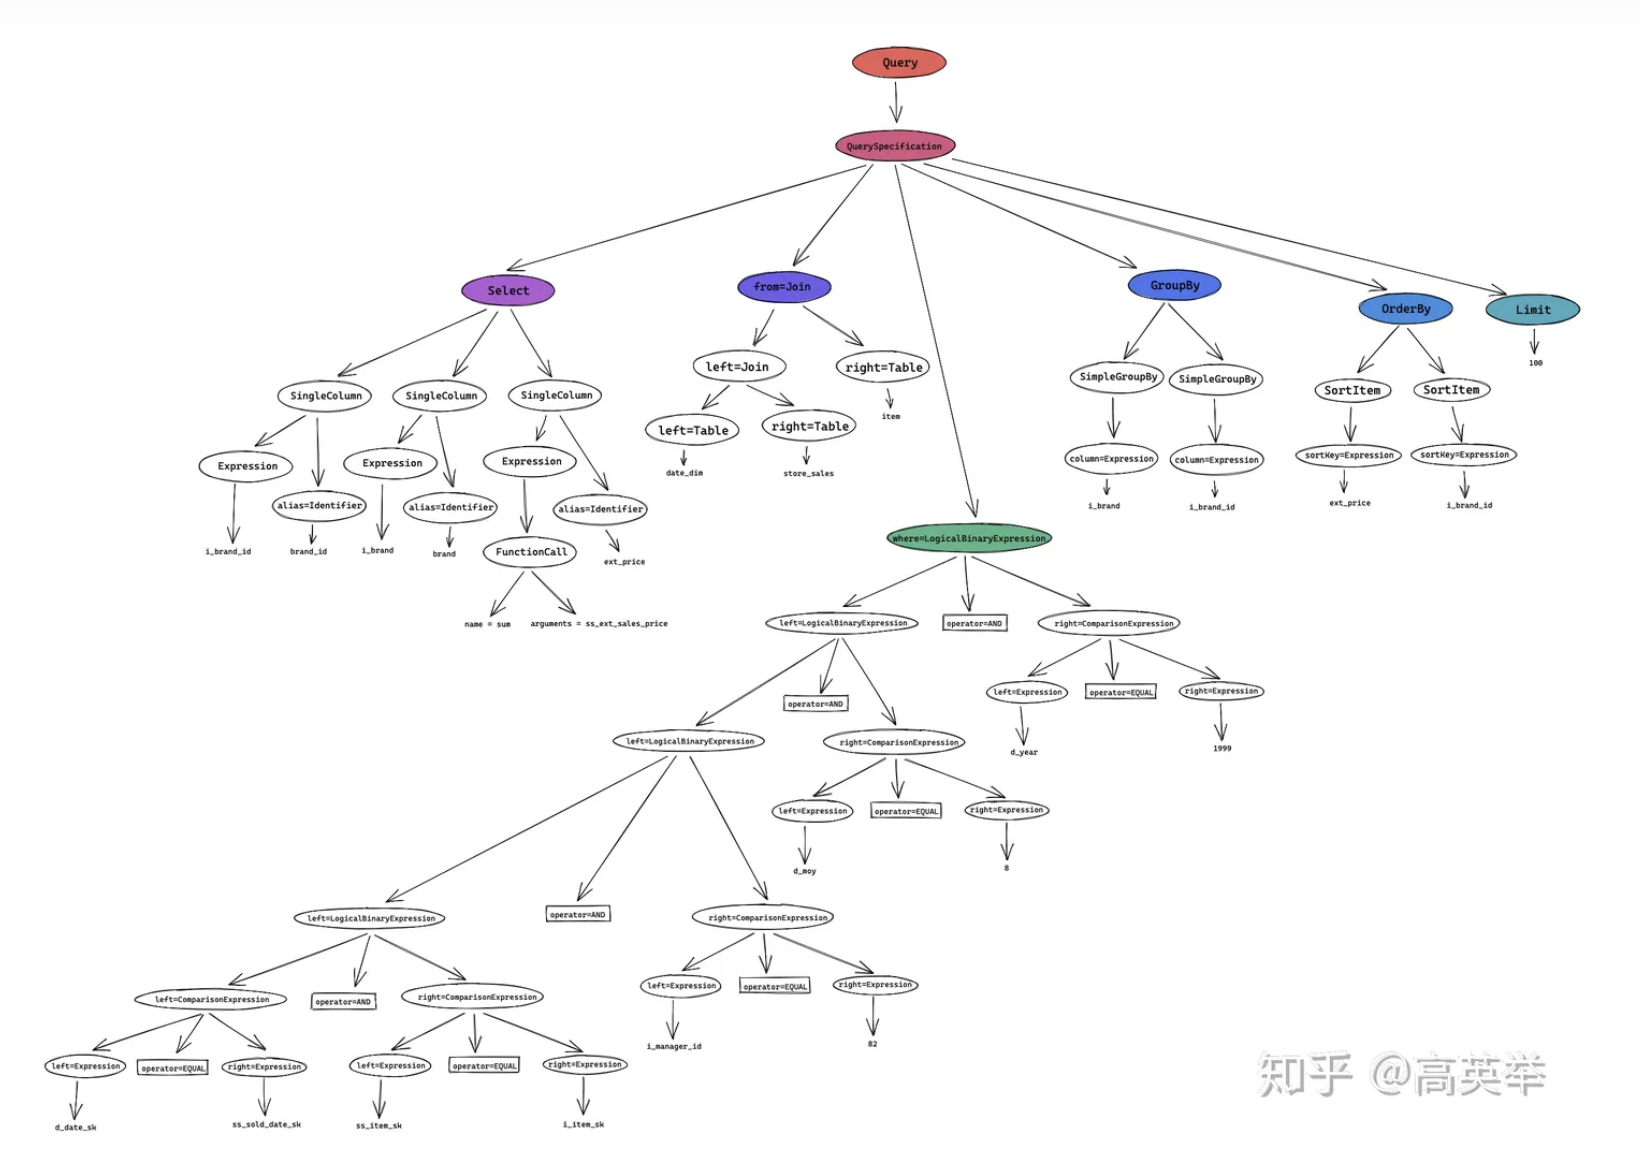 Query
QuerySpecification
Select
from=Join
GroupBy
OrderBy
Limit
100
left=Join
right=Table
SimpleGroupBy
SimpleGroupBy
SortItem
SortItem
SingleColumn
SingleColumn
SingleColumn
item
left=Table
right=Table
Expression
Expression
Expression
date_dim
store_sales
column=Expression
column=Expression
sortKey=Expression
sortKey=Expression
alias=Identifier
alias=Identifier
alias=Identifier
i_brand
i_brand_id
ext_price
i_brand_id
i_brand_id
brand_id
i_brand
brand
FunctionCall
ext_price
where=LogicalBinaryExpression
name = sum
arguments = ss_ext_sales_price
left=LogicalBinaryExpression
operator=AND
right=ComparisonExpression
operator=AND
left=Expression
operator=EQUAL
right=Expression
left=LogicalBinaryExpression
right=ComparisonExpression
d_year
1999
left=Expression
operator=EQUAL
right=Expression
d_moy
8
left=LogicalBinaryExpression
operator=AND
right=ComparisonExpression
left=ComparisonExpression
operator=AND
right=ComparisonExpression
left=Expression
operator=EQUAL
right=Expression
i_manager_id
82
left=Expression
operator=EQUAL
right=Expression
left=Expression
operator=EQUAL
right=Expression
d_date_sk
ss_sold_date_sk
ss_item_sk
i_item_sk
知乎 @高英举